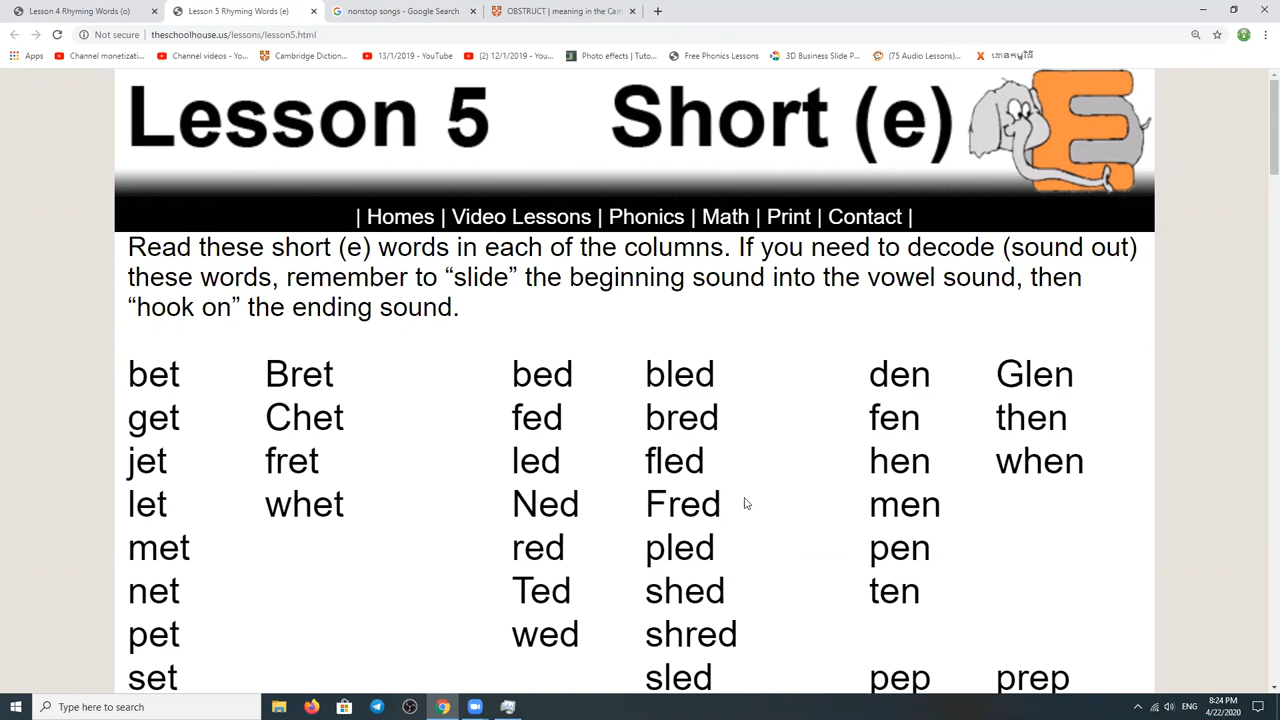 Lesson 4 Rhyming Words (o)
Lesson 5 Rhyming Words (e)
nonstop songs - Google Search
OBSTRUCT | meaning in the Cam
Not secure | theschoolhouse.us/lessons/lesson5.html
Apps Channel monetizati... Channel videos - Yo... Cambridge Diction... 13/1/2019 - YouTube (2) 12/1/2019 - You... Photo effects | Tuto... Free Phonics Lessons 3D Business Slide P... (75 Audio Lessons)...
Lesson 5 Short (e)
E
| Homes | Video Lessons | Phonics | Math | Print | Contact |
Read these short (e) words in each of the columns. If you need to decode (sound out)
these words, remember to “slide” the beginning sound into the vowel sound, then
“hook on” the ending sound.
bet Bret bed bled den Glen
get Chet fed bred fen then
jet fret led fled hen when
let whet Ned Fred men
met red pled pen
net Ted shed ten
pet wed shred
set sled pep prep
Type here to search
ENG
8:24 PM
4/22/2020